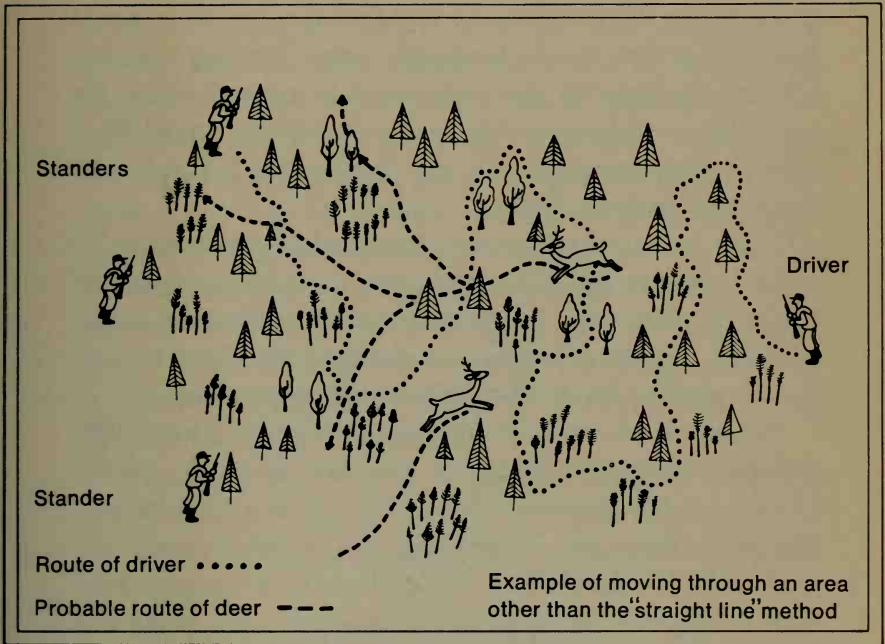 Standers
Driver
Stander
Route of driver
Probable route of deer
Example of moving through an area
other than the "straight line" method